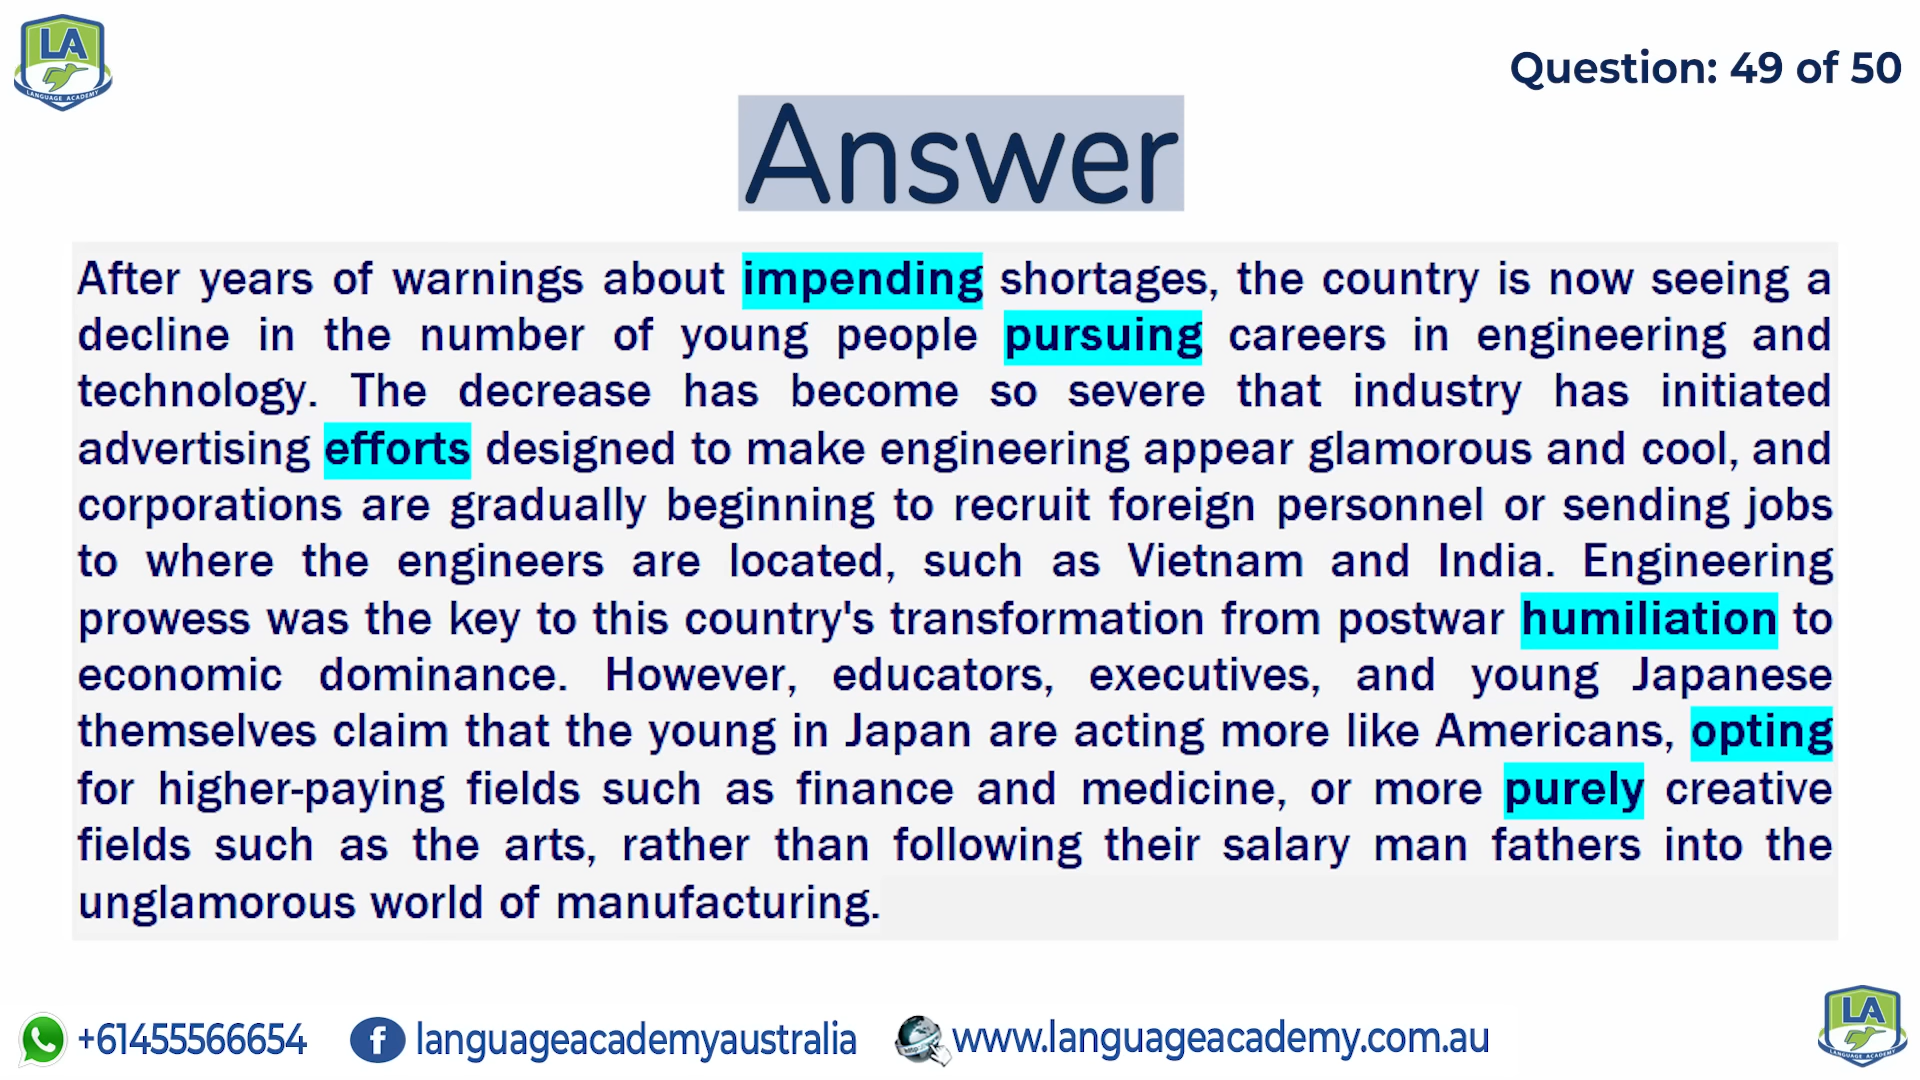 LA
LANGUAGE ACADEMY
Question: 49 of 50
Answer
After years of warnings about impending shortages, the country is now seeing a
decline in the number of young people pursuing careers in engineering and
technology. The decrease has become so severe that industry has initiated
advertising efforts designed to make engineering appear glamorous and cool, and
corporations are gradually beginning to recruit foreign personnel or sending jobs
to where the engineers are located, such as Vietnam and India. Engineering
prowess was the key to this country's transformation from postwar humiliation to
economic dominance. However, educators, executives, and young Japanese
themselves claim that the young in Japan are acting more like Americans, opting
for higher-paying fields such as finance and medicine, or more purely creative
fields such as the arts, rather than following their salary man fathers into the
unglamorous world of manufacturing.
+61455566654
f languageacademyaustralia
http://
www.languageacademy.com.au
LA
LANGUAGE ACADEMY